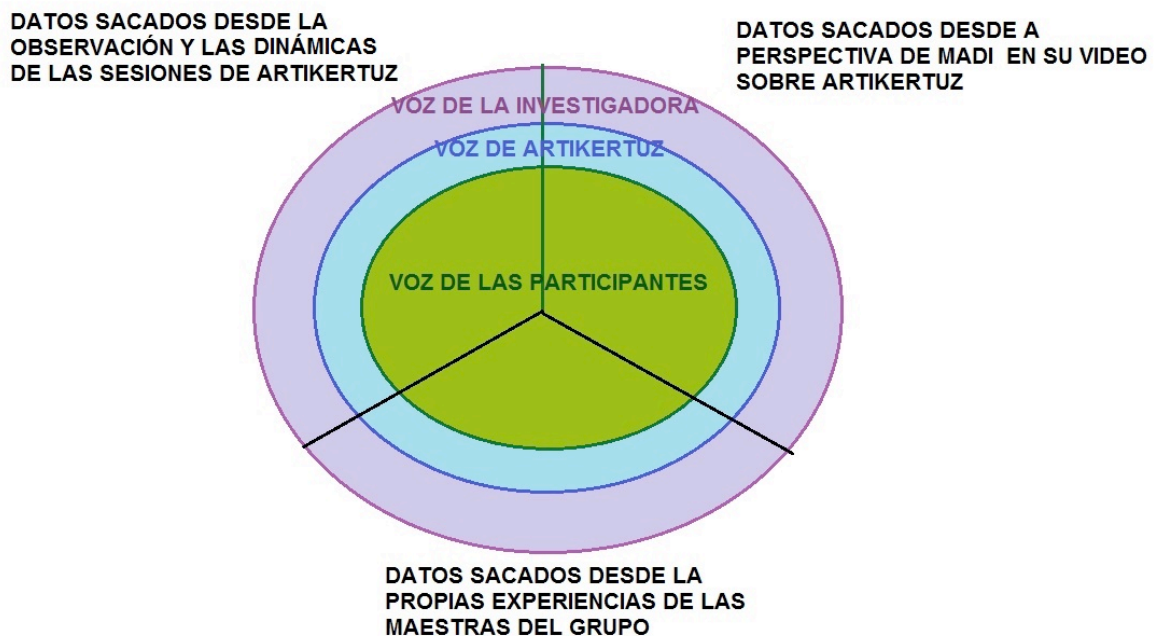 DATOS SACADOS DESDE LA
OBSERVACIÓN Y LAS DINÁMICAS
DE LAS SESIONES DE ARTIKERTUZ
DATOS SACADOS DESDE A
PERSPECTIVA DE MADI EN SU VIDEO
SOBRE ARTIKERTUZ
VOZ DE LA INVESTIGADORA
VOZ DE ARTIKERTUZ
VOZ DE LAS PARTICIPANTES
DATOS SACADOS DESDE LA
PROPIAS EXPERIENCIAS DE LAS
MAESTRAS DEL GRUPO